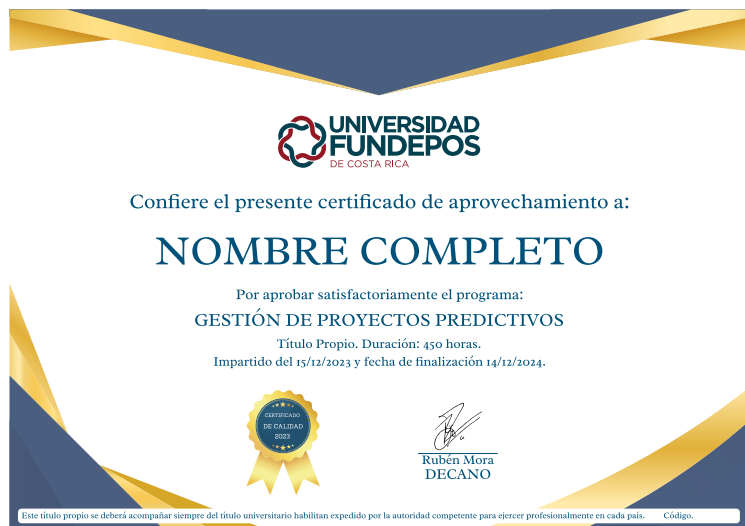 UNIVERSIDAD
FUNDEPOS
DE COSTA RICA
Confiere el presente certificado de aprovechamiento a:
NOMBRE COMPLETO
Por aprobar satisfactoriamente el programa:
GESTIÓN DE PROYECTOS PREDICTIVOS
Título Propio. Duración: 450 horas.
Impartido del 15/12/2023 y fecha de finalización 14/12/2024.
CERTIFICADO
DE CALIDAD
2023
Rubén Mora
DECANO
Este título propio se deberá acompañar siempre del título universitario habilitan expedido por la autoridad competente para ejercer profesionalmente en cada país. Código.